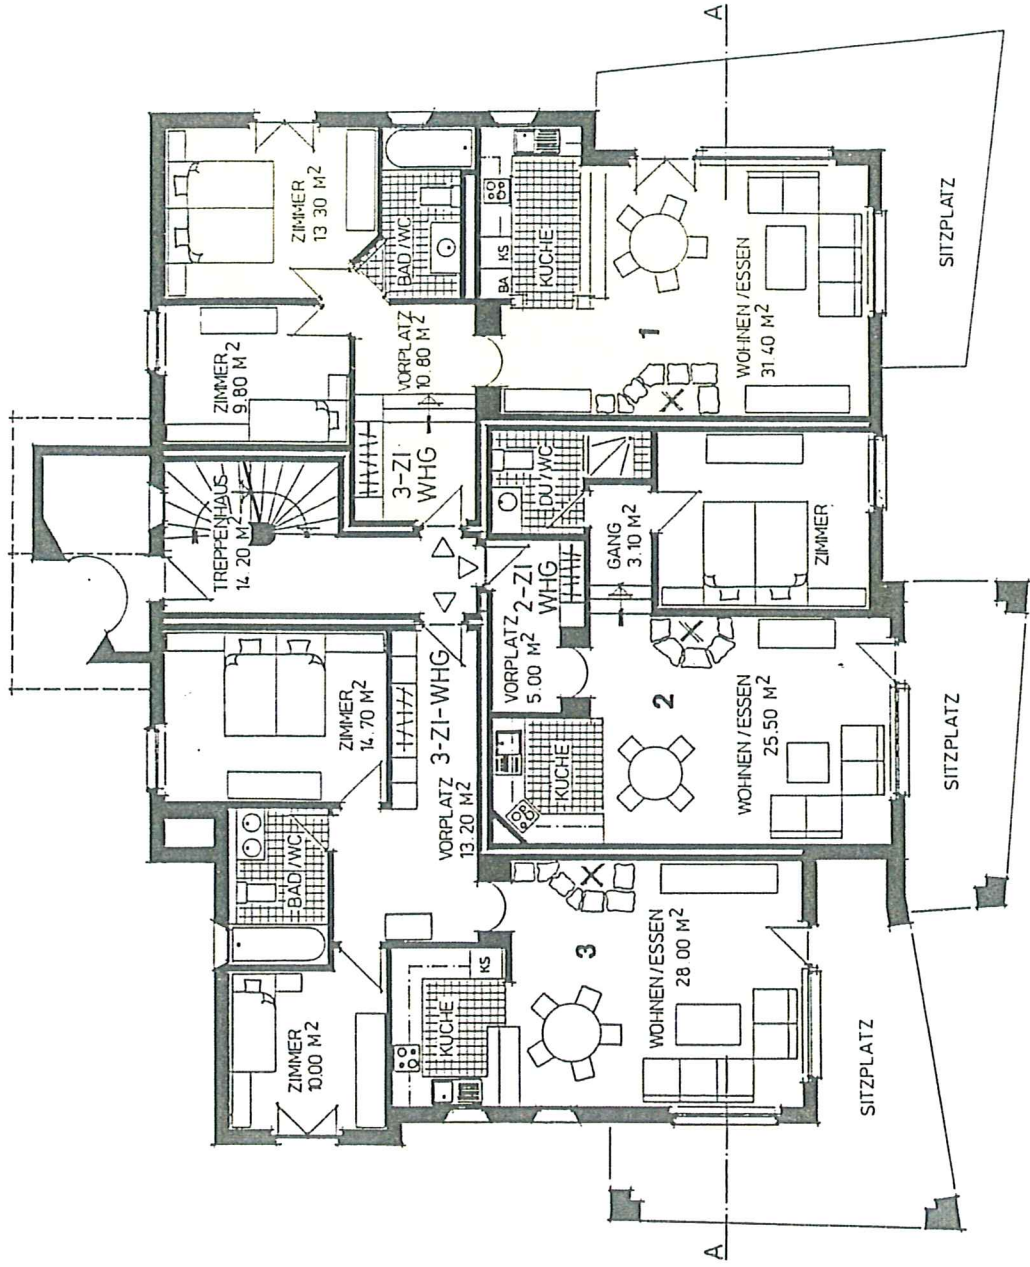 A
SITZPLATZ
ZIMMER
13.30 M²
BAD/WC
BA
KS
KUCHE
WOHNEN/ESSEN
31.40 M²
1
ZIMMER
9.80 M²
VORPLATZ
10.80 M²
3-ZI
WHG
TREPPENHAUS
14.20 M²
DU/WC
GANG
3.10 M²
ZIMMER
VORPLATZ
5.00 M²
2-ZI
WHG
KUCHE
2
WOHNEN/ESSEN
25.50 M²
SITZPLATZ
ZIMMER
14.70 M²
3-ZI-WHG
VORPLATZ
13.20 M²
BAD/WC
ZIMMER
10.00 M²
KUCHE
KS
3
WOHNEN/ESSEN
28.00 M²
SITZPLATZ
A